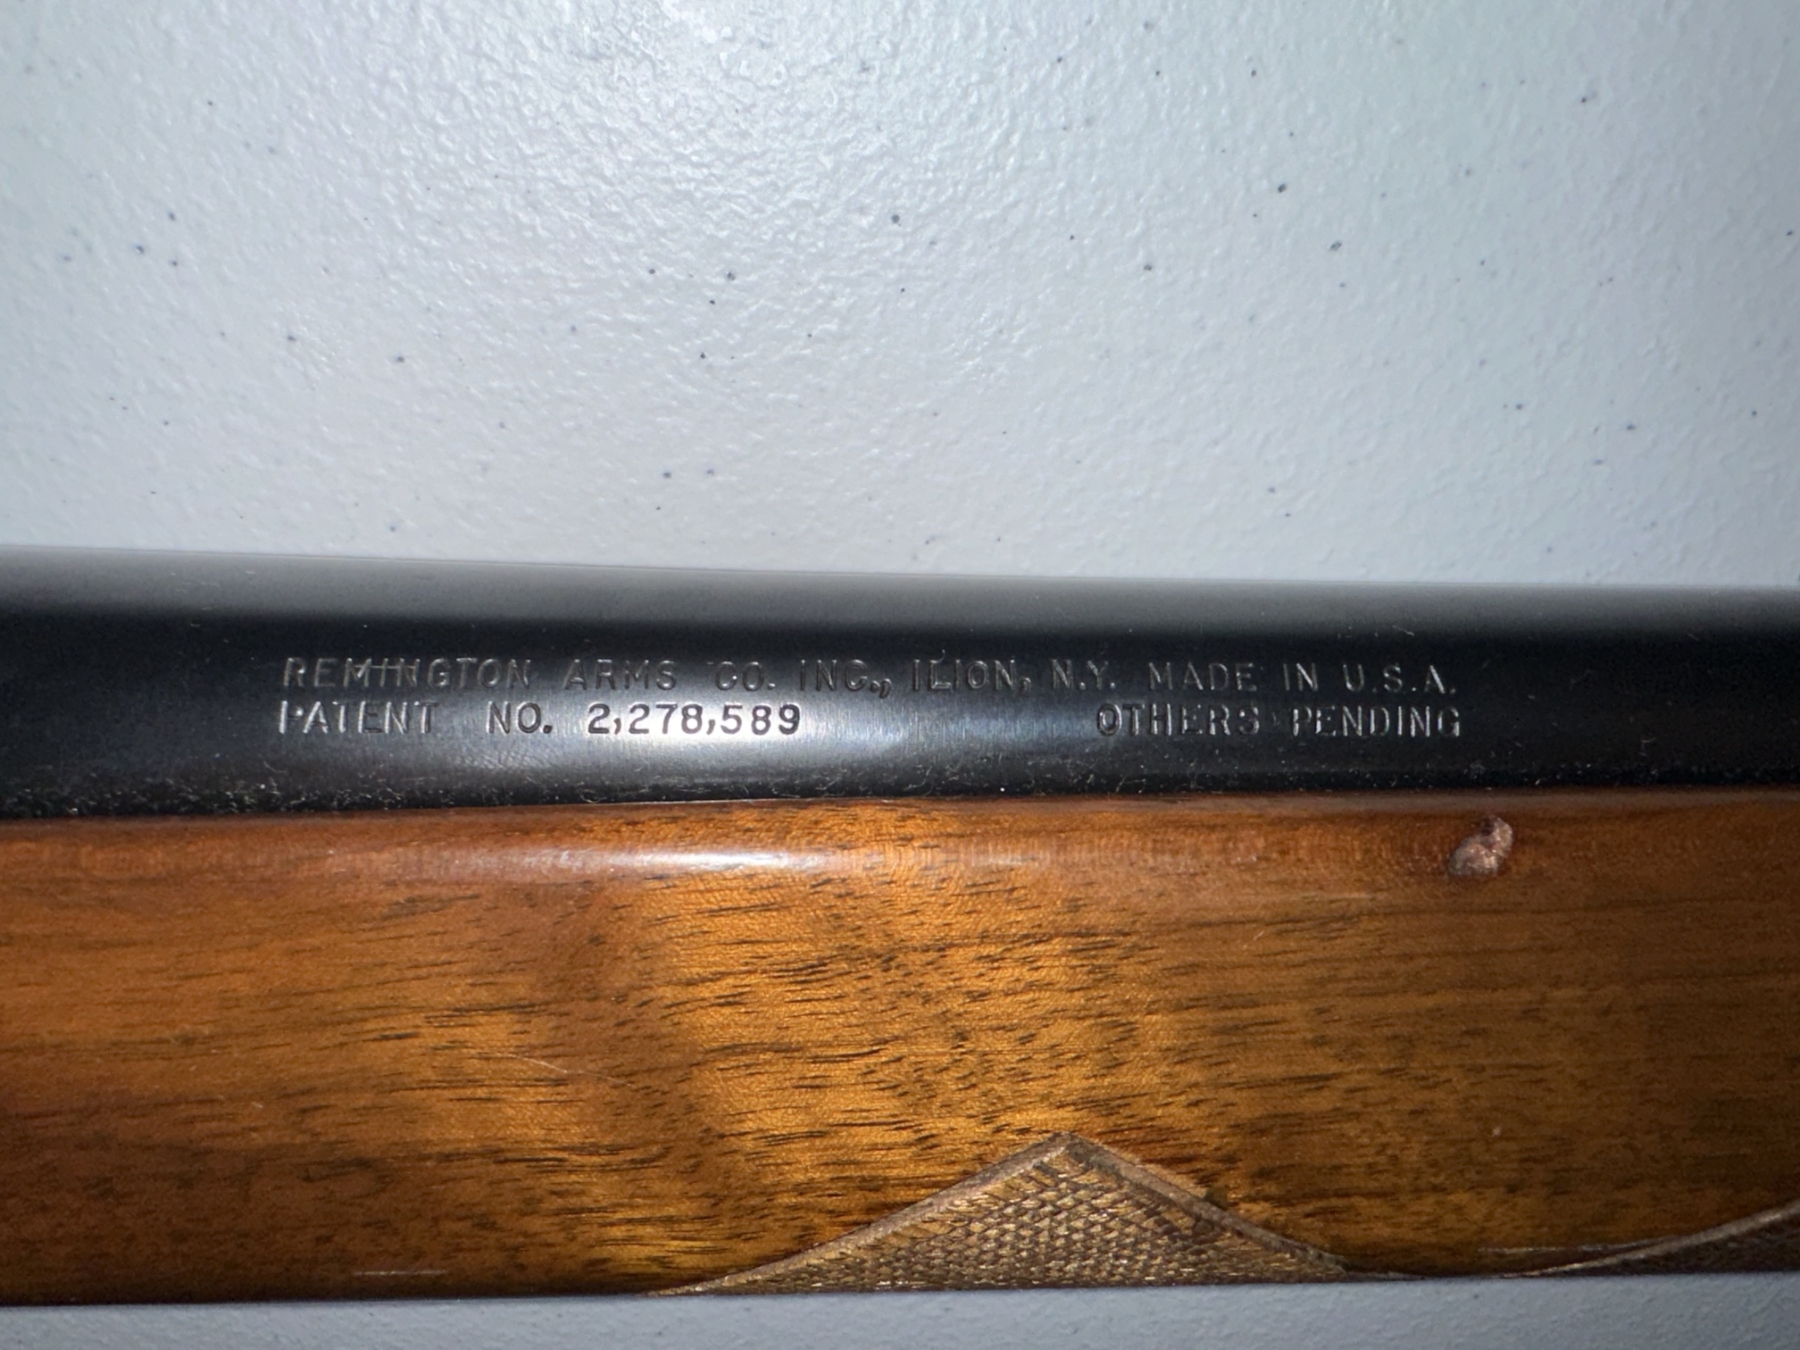 REMINGTON ARMS CO. INC., ILION, N.Y. MADE IN U.S.A.
PATENT NO. 2,278,589 OTHERS PENDING